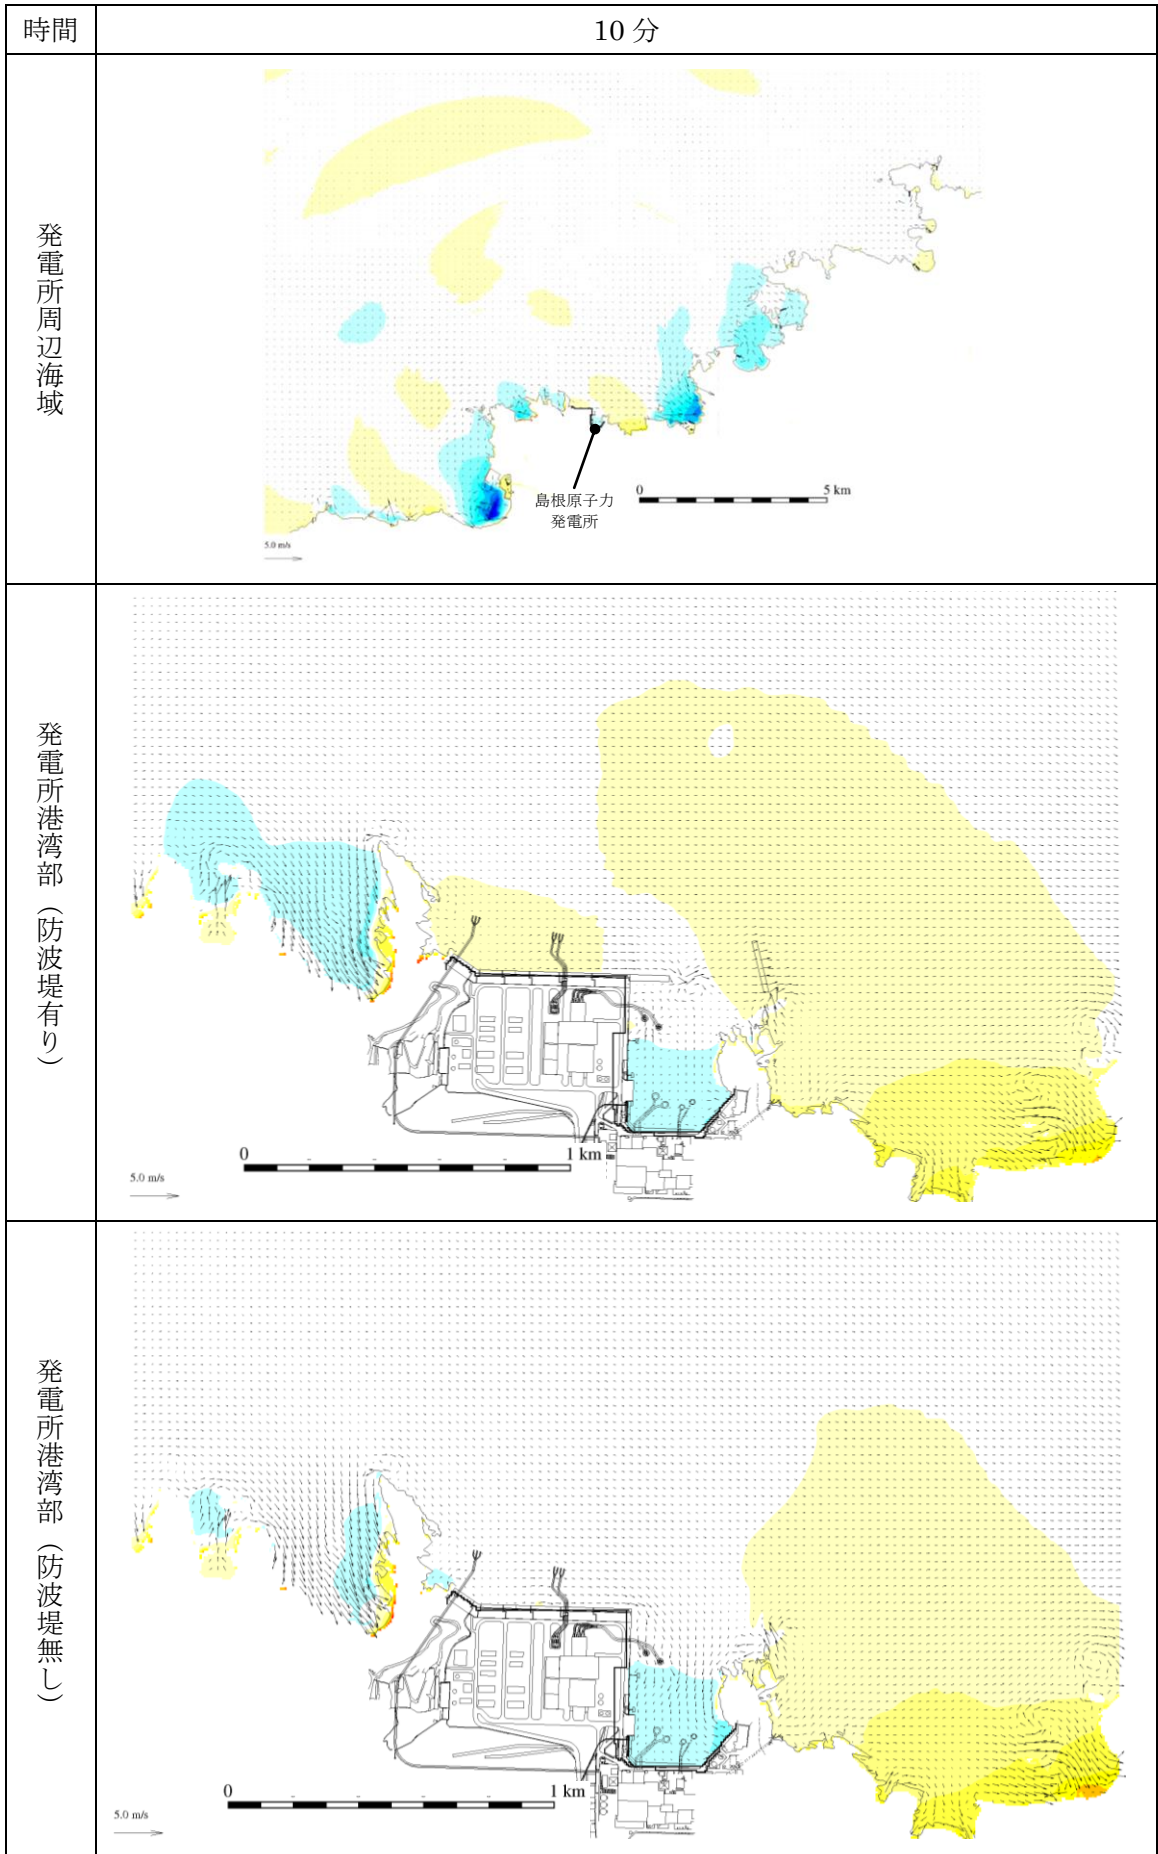 時間
10 分
発電所周辺海域
島根原子力
発電所
0
5 km
5.0 m/s
発電所港湾部（防波堤有り）
0
1 km
5.0 m/s
発電所港湾部（防波堤無し）
0
1 km
5.0 m/s